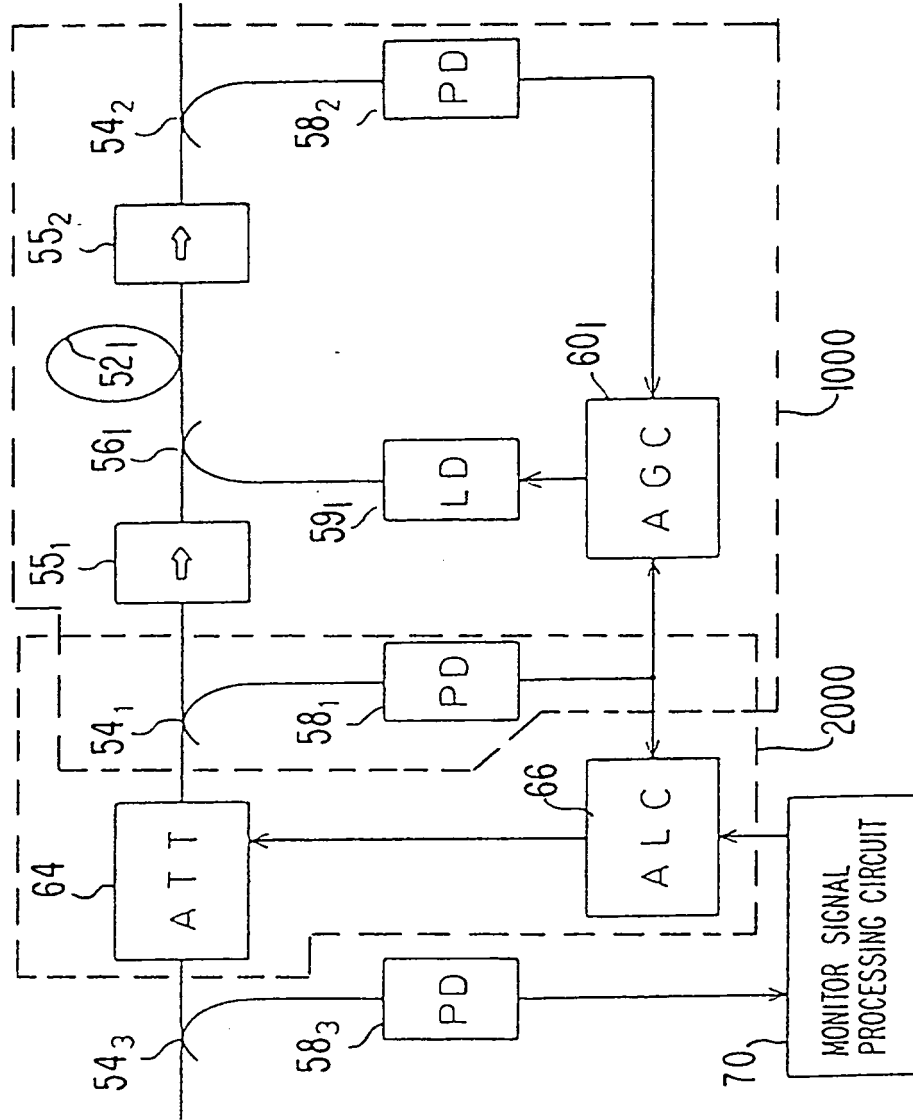 54₃
64
ATT
54₁
55₁
56₁
52₁
55₂
54₂
58₃
PD
58₁
PD
59₁
LD
58₂
PD
66
ALC
AGC
60₁
70
MONITOR SIGNAL
PROCESSING CIRCUIT
2000
1000